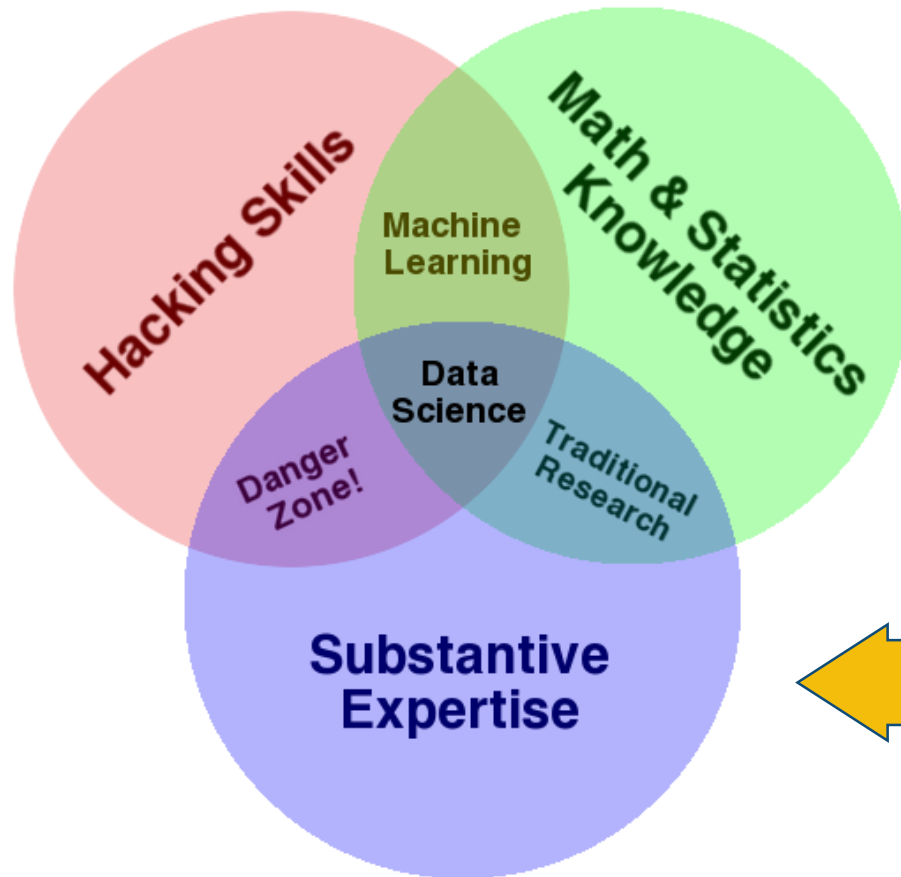 Hacking Skills
Math & Statistics
Knowledge
Machine
Learning
Data
Science
Danger
Zone!
Traditional
Research
Substantive
Expertise